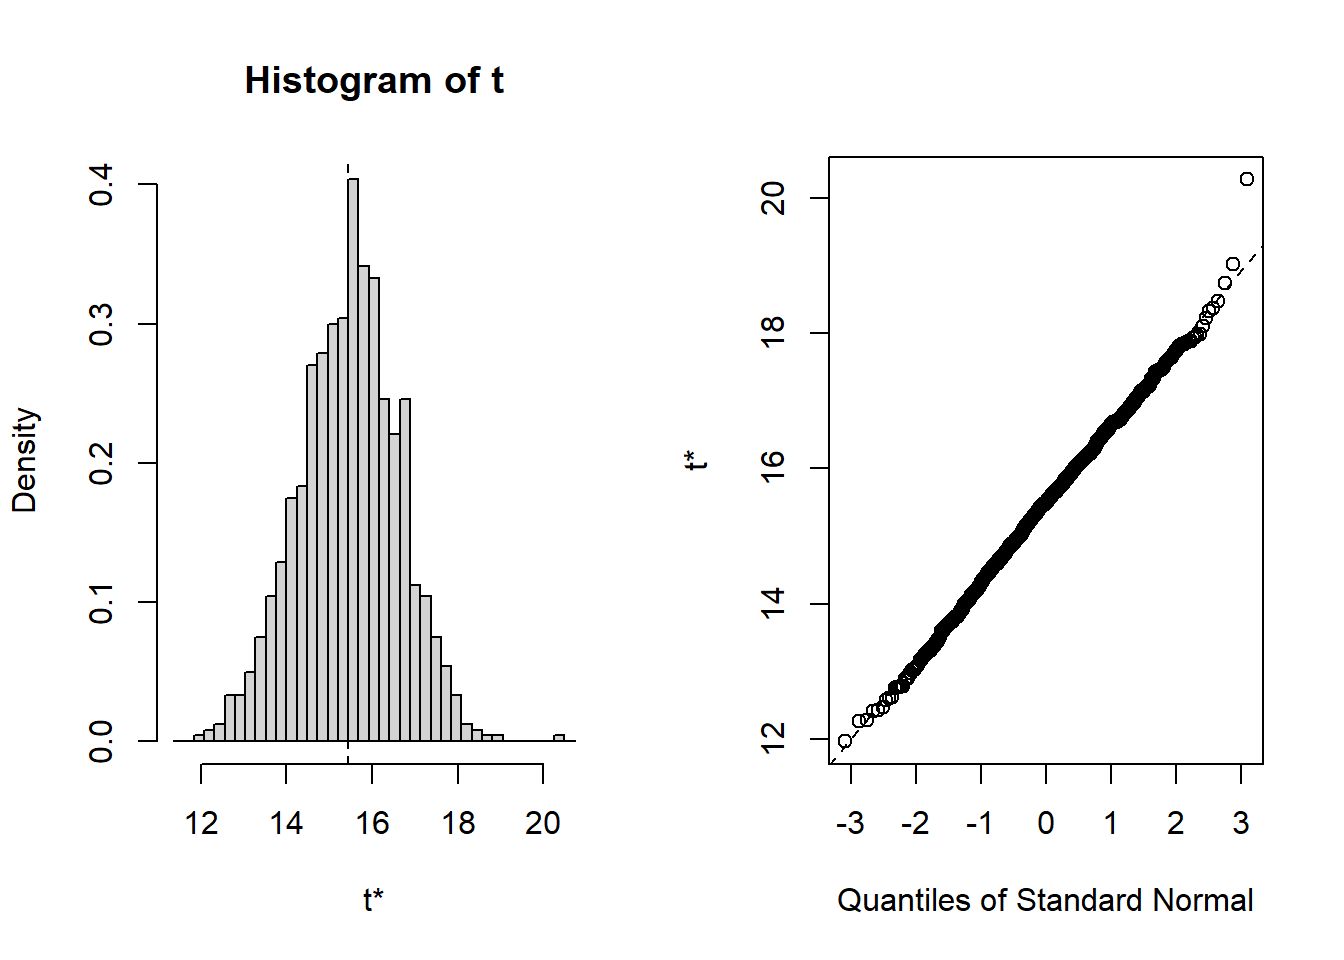 Histogram of t
Density
0.0 0.1 0.2 0.3 0.4
12 14 16 18 20
t*
t*
12 14 16 18 20
-3 -2 -1 0 1 2 3
Quantiles of Standard Normal